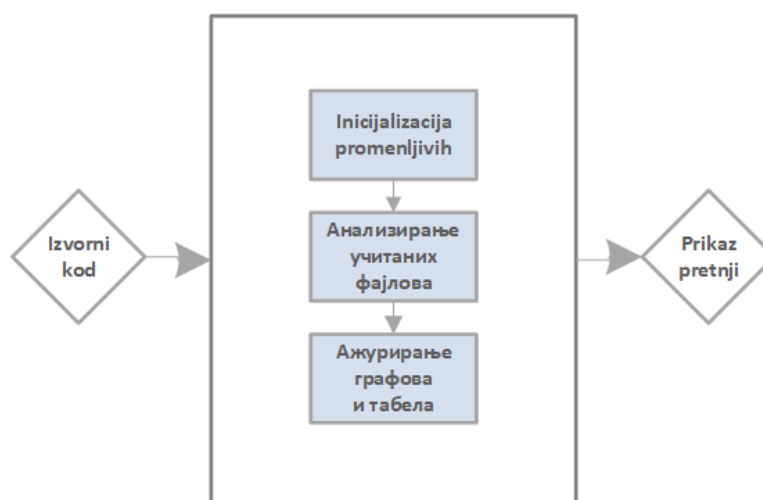 Izvorni
kod
Inicijalizacija
promenljivih
Анализирање
учитаних
фајлова
Ажурирање
графова
и табела
Prikaz
pretnji